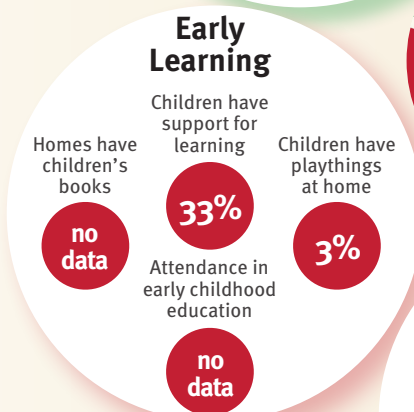 Early
Learning
Children have
support for
learning
33%
Homes have
children's
books
no
data
Children have
playthings
at home
3%
Attendance in
early childhood
education
no
data